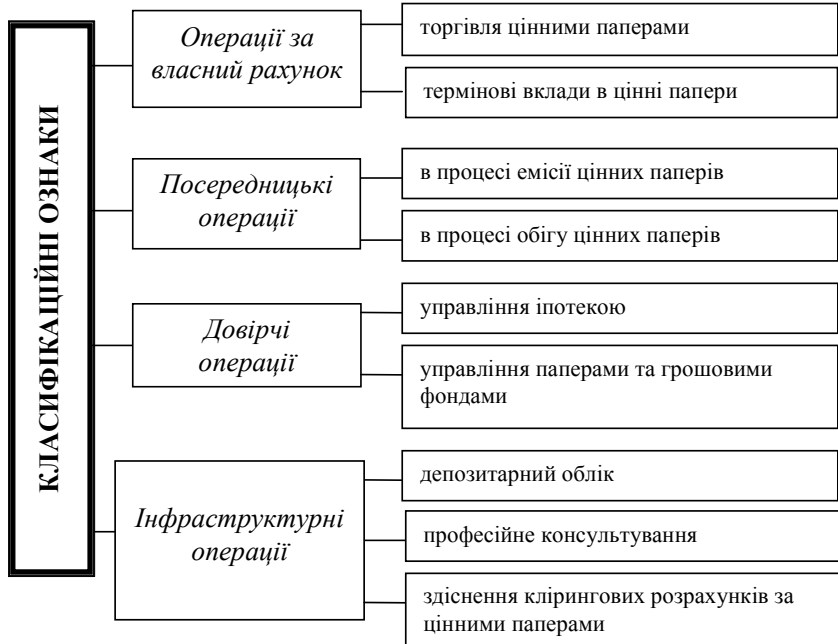 КЛАСИФІКАЦІЙНІ ОЗНАКИ
Операції за
власний рахунок
торгівля цінними паперами
термінові вклади в цінні папери
Посередницькі
операції
в процесі емісії цінних паперів
в процесі обігу цінних паперів
Довірчі
операції
управління іпотекою
управління паперами та грошовими
фондами
Інфраструктурні
операції
депозитарний облік
професійне консультування
здіснення клірингових розрахунків за
цінними паперами